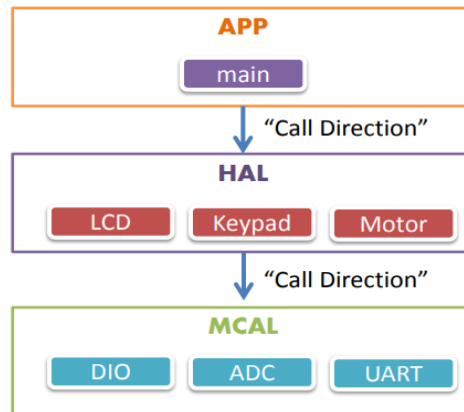 APP
main
“Call Direction”
HAL
LCD Keypad Motor
“Call Direction”
MCAL
DIO ADC UART